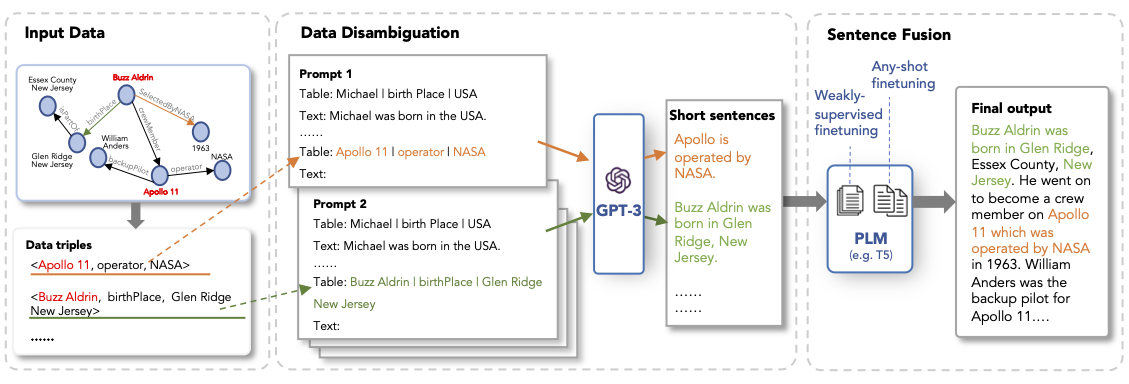 Input Data
Essex County
New Jersey
Buzz Aldrin
SelectedByNASA
birthPlace
isPartOf
crewMember
William
Anders
1963
Glen Ridge
New Jersey
backupPilot
operator
NASA
Apollo 11
Data triples
<Apollo 11, operator, NASA>
<Buzz Aldrin, birthPlace, Glen Ridge
New Jersey>
......
Data Disambiguation
Prompt 1
Table: Michael | birth Place | USA
Text: Michael was born in the USA.
......
Table: Apollo 11 | operator | NASA
Text:
Prompt 2
Table: Michael | birth Place | USA
Text: Michael was born in the USA.
......
Table: Buzz Aldrin | birthPlace | Glen Ridge
New Jersey
Text:
GPT-3
Short sentences
Apollo is
operated by
NASA.
Buzz Aldrin was
born in Glen
Ridge, New
Jersey.
......
......
Sentence Fusion
Any-shot
finetuning
Weakly-
supervised
finetuning
PLM
(e.g. T5)
Final output
Buzz Aldrin was
born in Glen Ridge,
Essex County, New
Jersey. He went on
to become a crew
member on Apollo
11 which was
operated by NASA
in 1963. William
Anders was the
backup pilot for
Apollo 11....